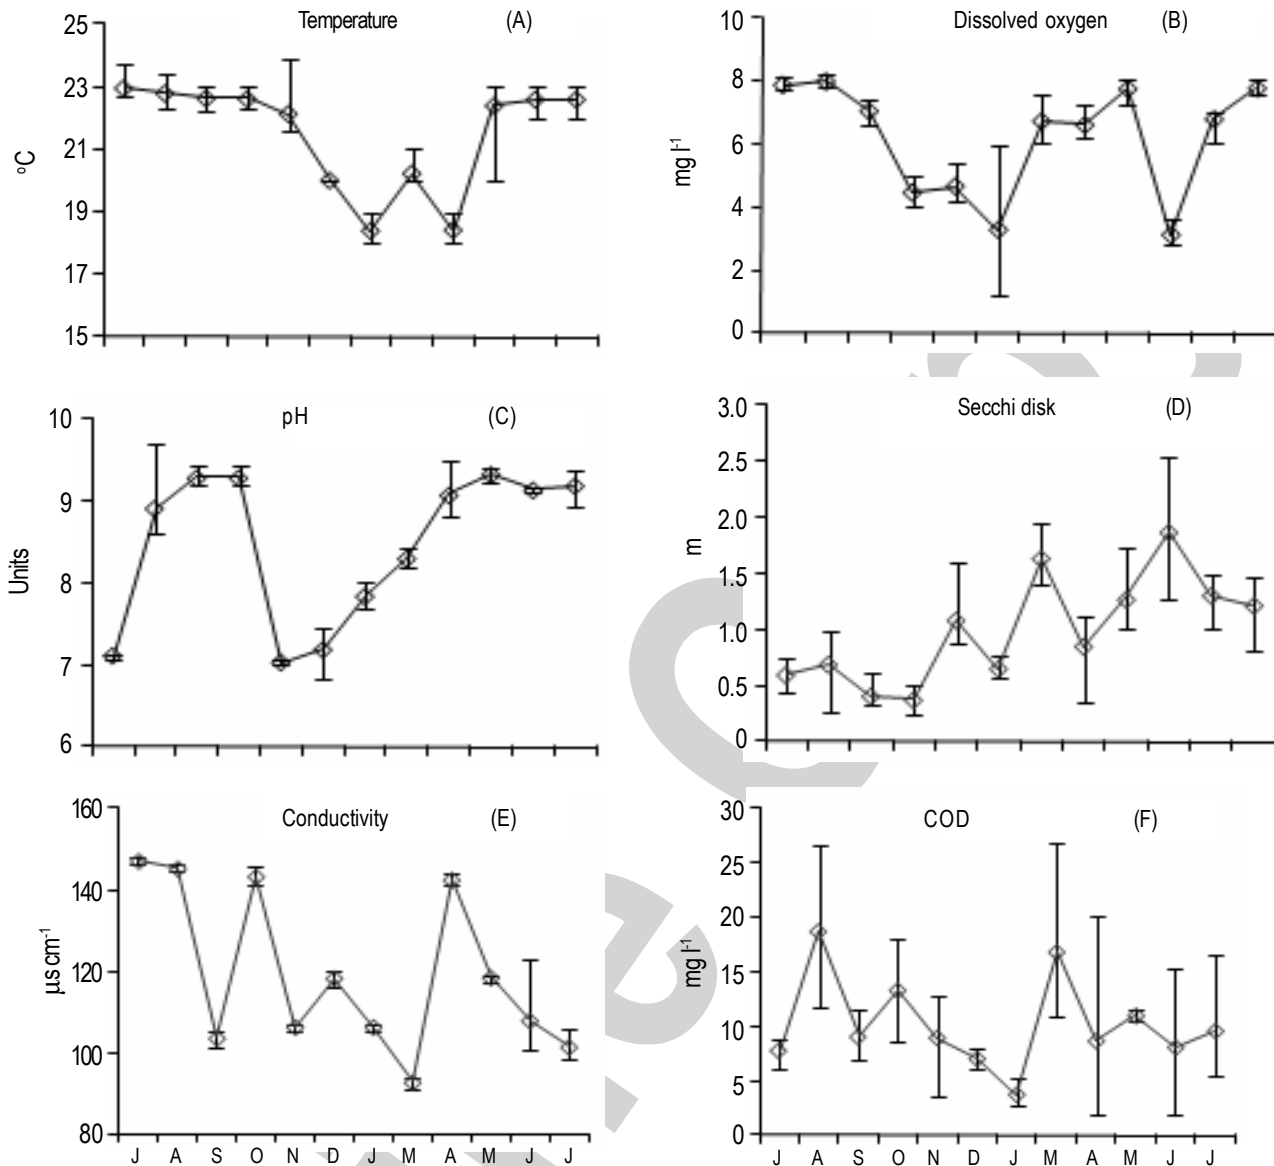 Temperature (A)
25
23
21
19
17
15
ºC
Dissolved oxygen (B)
10
8
6
4
2
0
mg l-1
pH (C)
10
9
8
7
6
Units
Secchi disk (D)
3.0
2.5
2.0
1.5
1.0
0.5
0
m
Conductivity (E)
160
140
120
100
80
µs cm-1
J A S O N D J M A M J J
COD (F)
30
25
20
15
10
5
0
mg l-1
J A S O N D J M A M J J